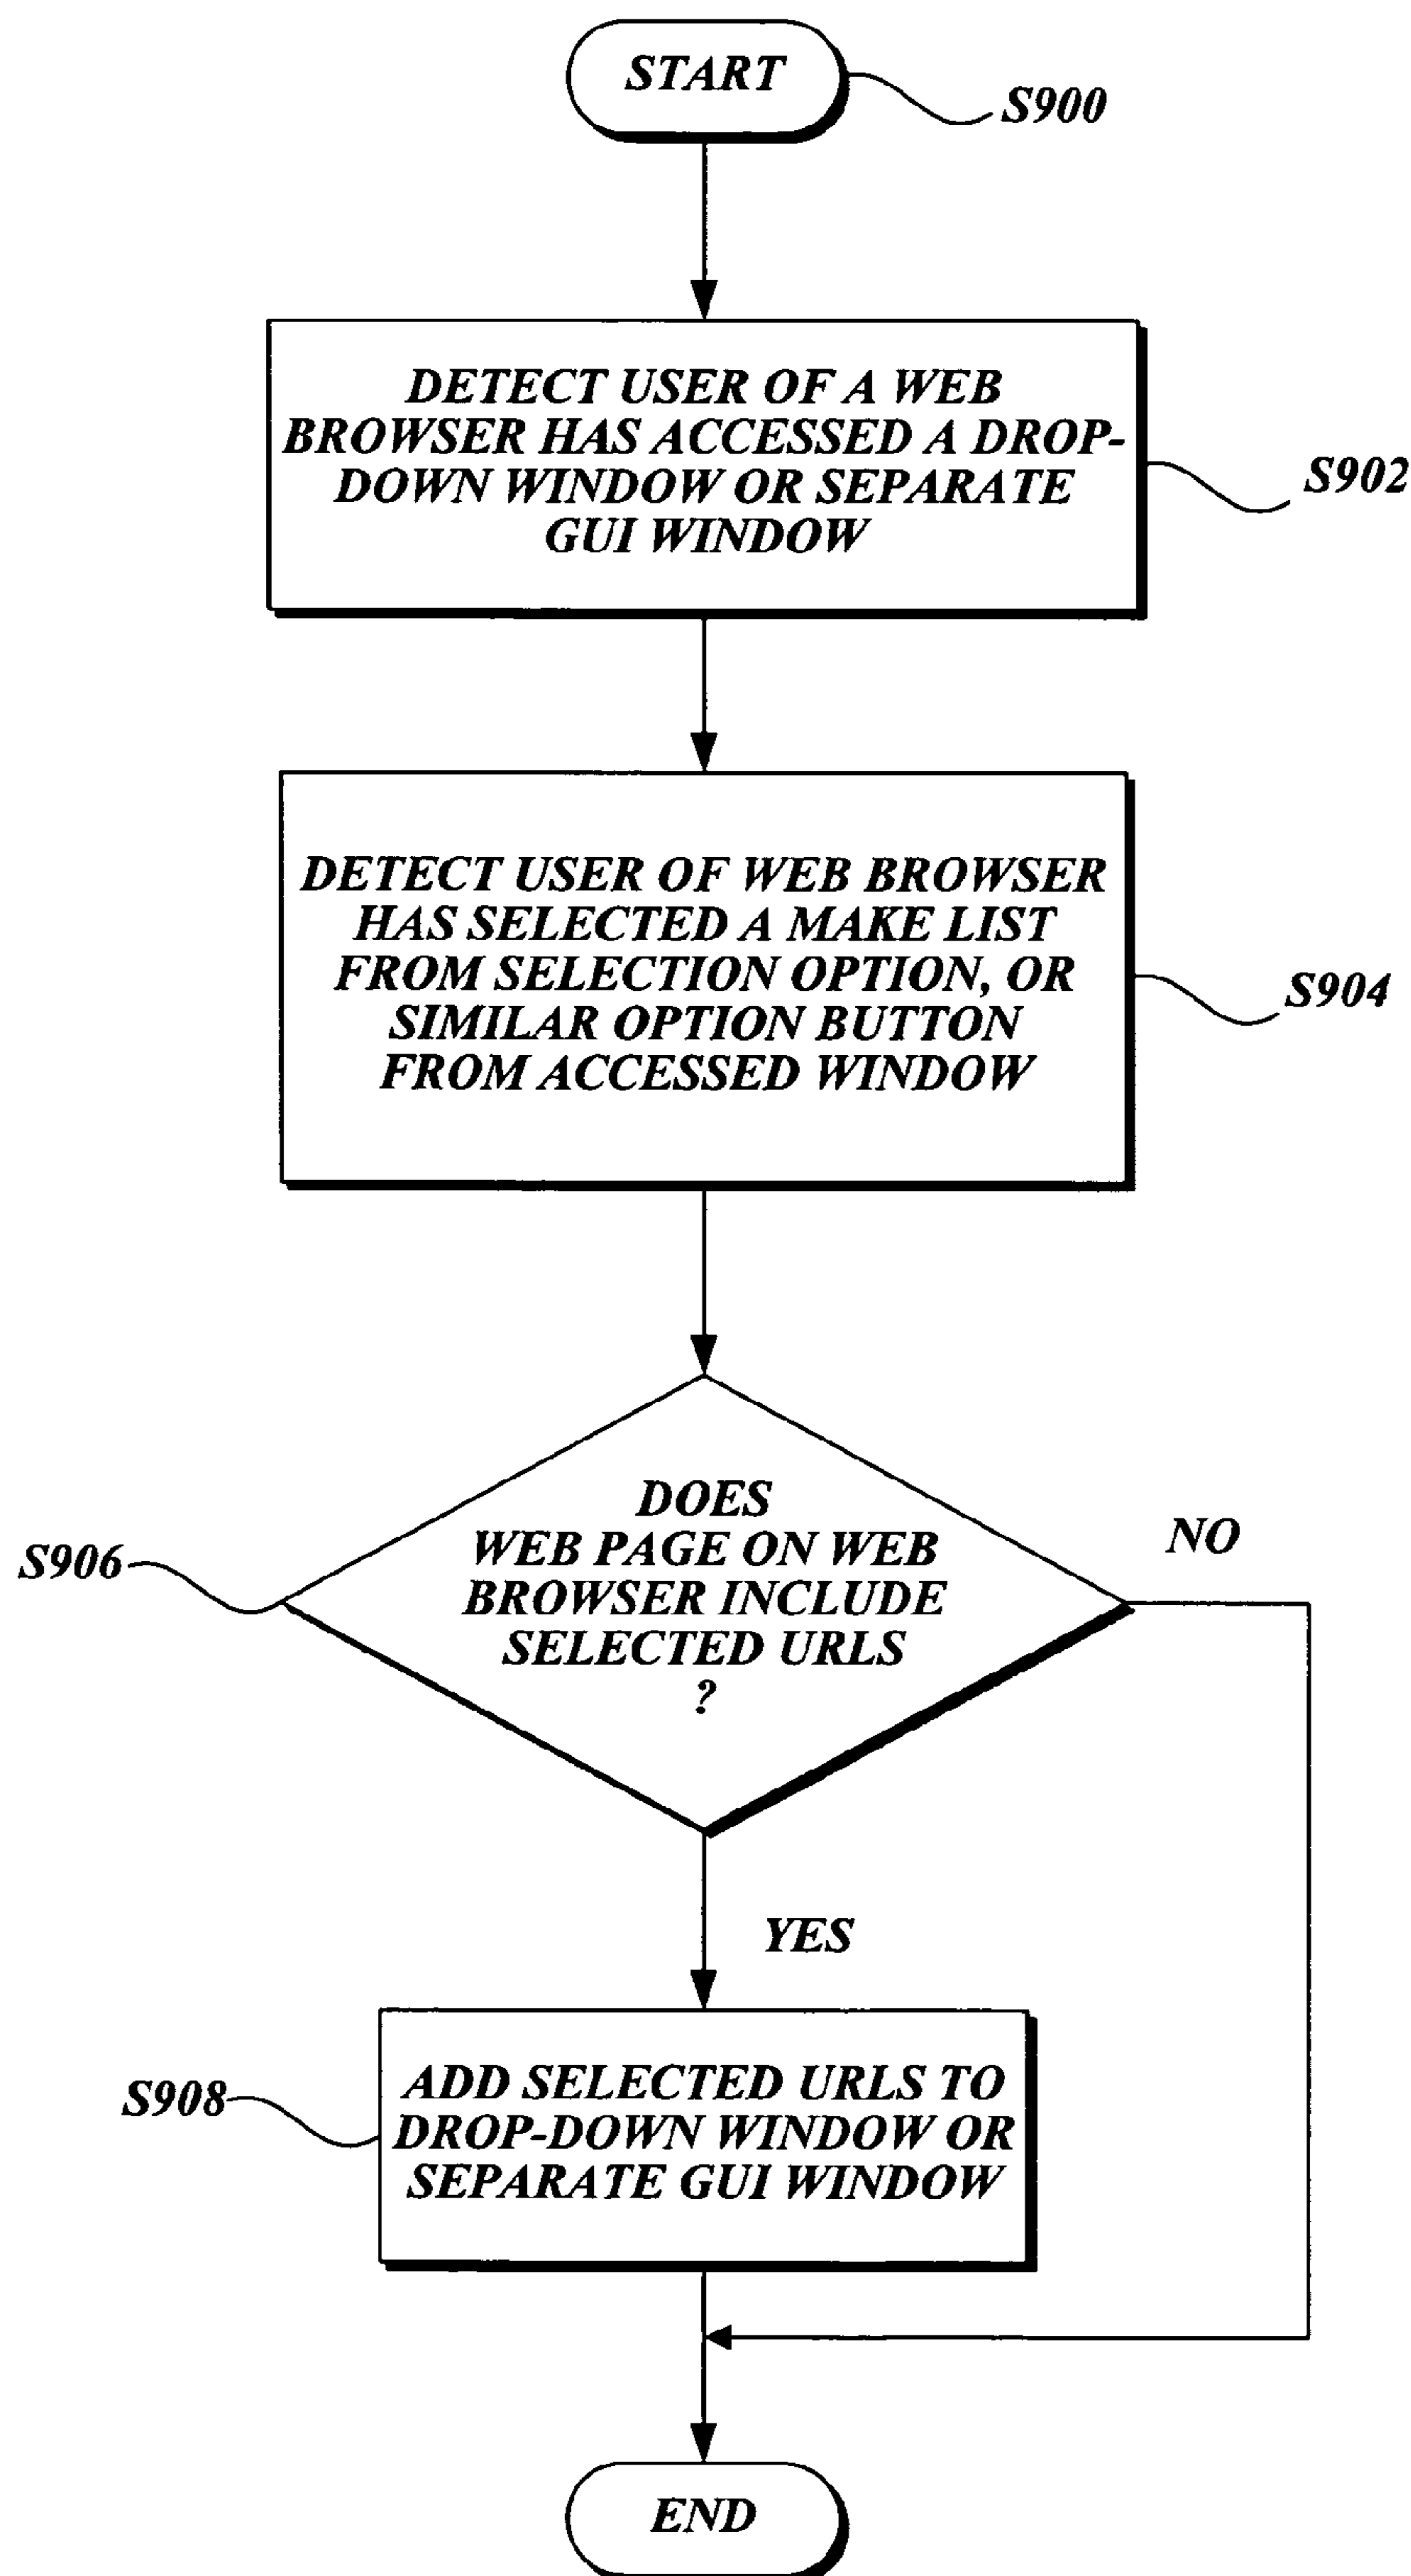 START
S900
DETECT USER OF A WEB
BROWSER HAS ACCESSED A DROP-
DOWN WINDOW OR SEPARATE
GUI WINDOW
S902
DETECT USER OF WEB BROWSER
HAS SELECTED A MAKE LIST
FROM SELECTION OPTION, OR
SIMILAR OPTION BUTTON
FROM ACCESSED WINDOW
S904
DOES
WEB PAGE ON WEB
BROWSER INCLUDE
SELECTED URLS
?
S906
NO
YES
ADD SELECTED URLS TO
DROP-DOWN WINDOW OR
SEPARATE GUI WINDOW
S908
END